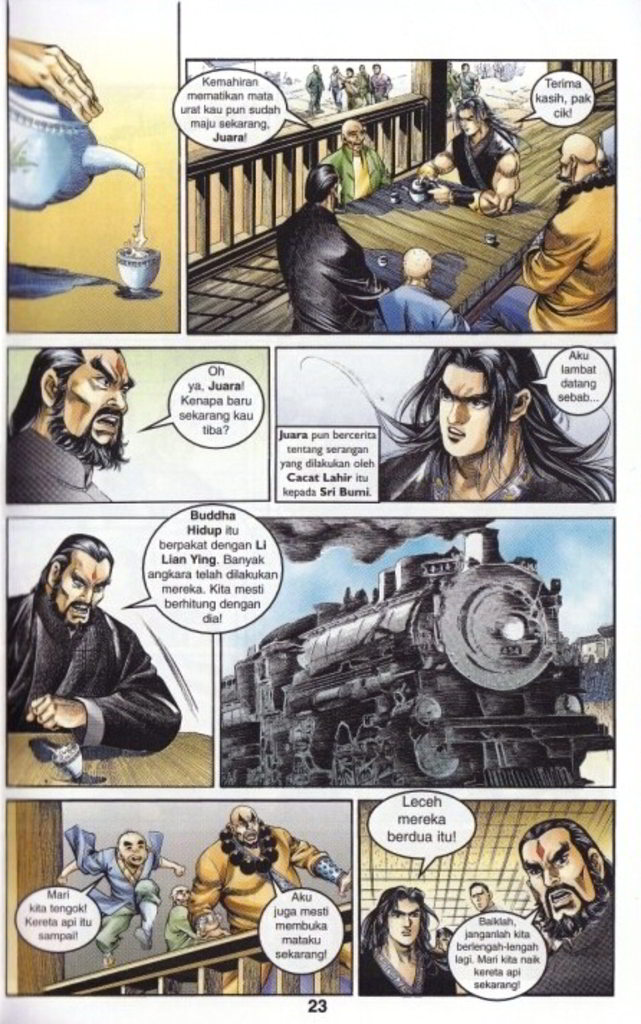 Kemahiran
mematikan mata
urat kau pun sudah
maju sekarang,
Juara!
Terima
kasih, pak
cik!
Oh
ya, Juara!
Kenapa baru
sekarang kau
tiba?
Aku
lambat
datang
sebab...
Juara pun bercerita
tentang serangan
yang dilakukan oleh
Cacat Lahir itu
kepada Sri Bumi.
Buddha
Hidup itu
berpakat dengan Li
Lian Ying. Banyak
angkara telah dilakukan
mereka. Kita mesti
berhitung dengan
dia!
Mari
kita tengok!
Kereta api itu
sampai!
Aku
juga mesti
membuka
mataku
sekarang!
Leceh
mereka
berdua itu!
Baiklah,
janganlah kita
berlengah-lengah
lagi. Mari kita naik
kereta api
sekarang!
23